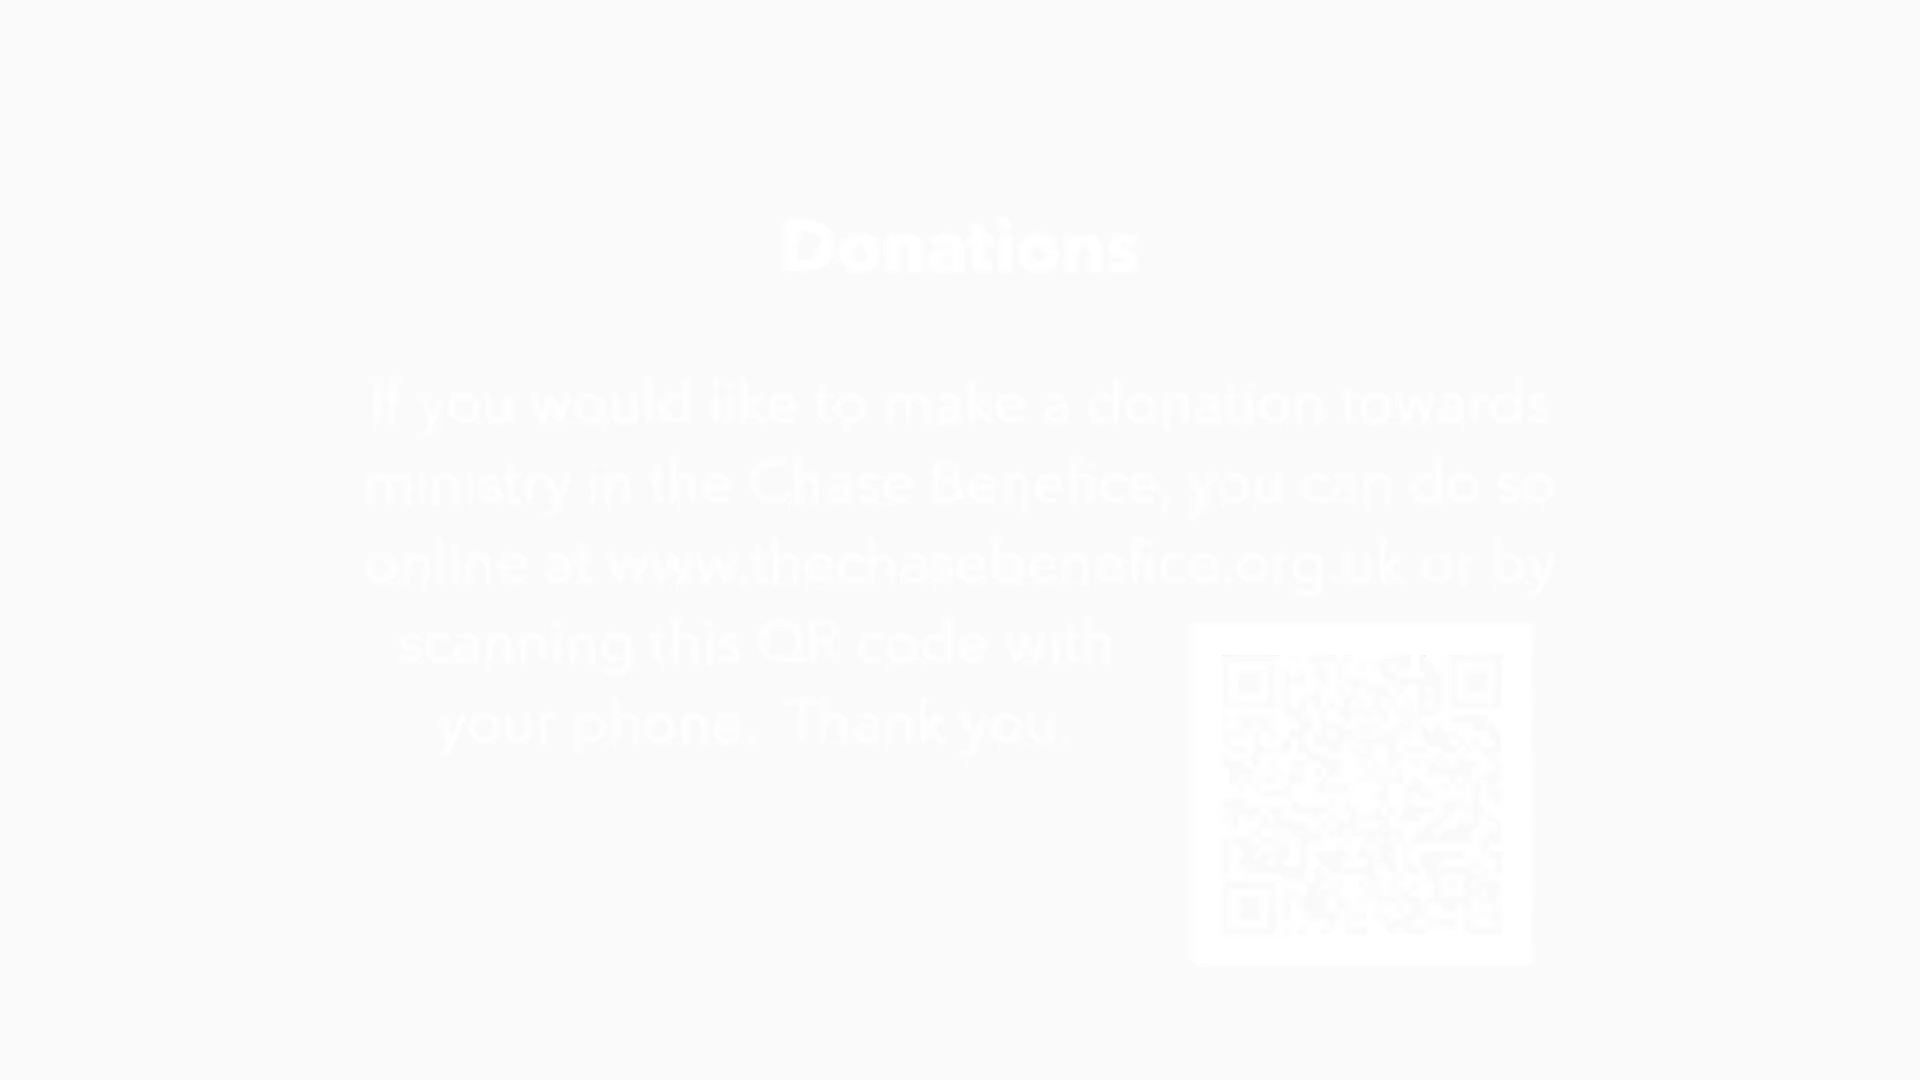 Donations
If you would like to make a donation towards
ministry in the Chase Benefice, you can do so
online at www.thechasebenefice.org.uk or by
scanning this QR code with
your phone.  Thank you.